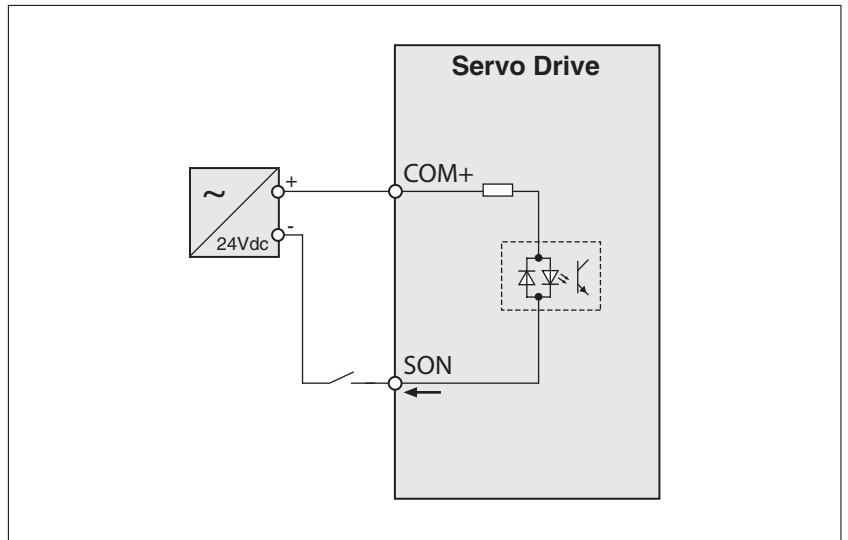 Servo Drive
COM+
~
+
-
24Vdc
SON